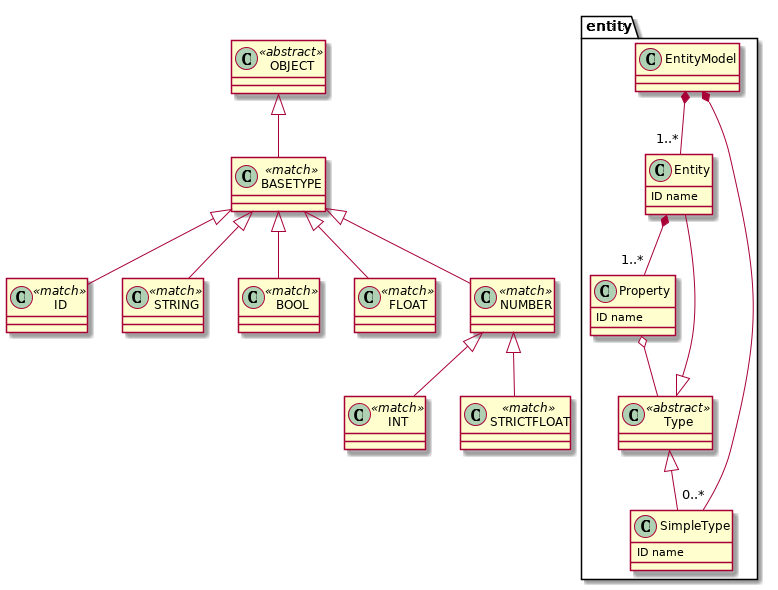 entity
C «abstract»
OBJECT
C EntityModel
1..*
C «match»
BASETYPE
C Entity
ID name
1..*
C «match»
ID
C «match»
STRING
C «match»
BOOL
C «match»
FLOAT
C «match»
NUMBER
C Property
ID name
C «match»
INT
C «match»
STRICTFLOAT
C «abstract»
Type
0..*
C SimpleType
ID name